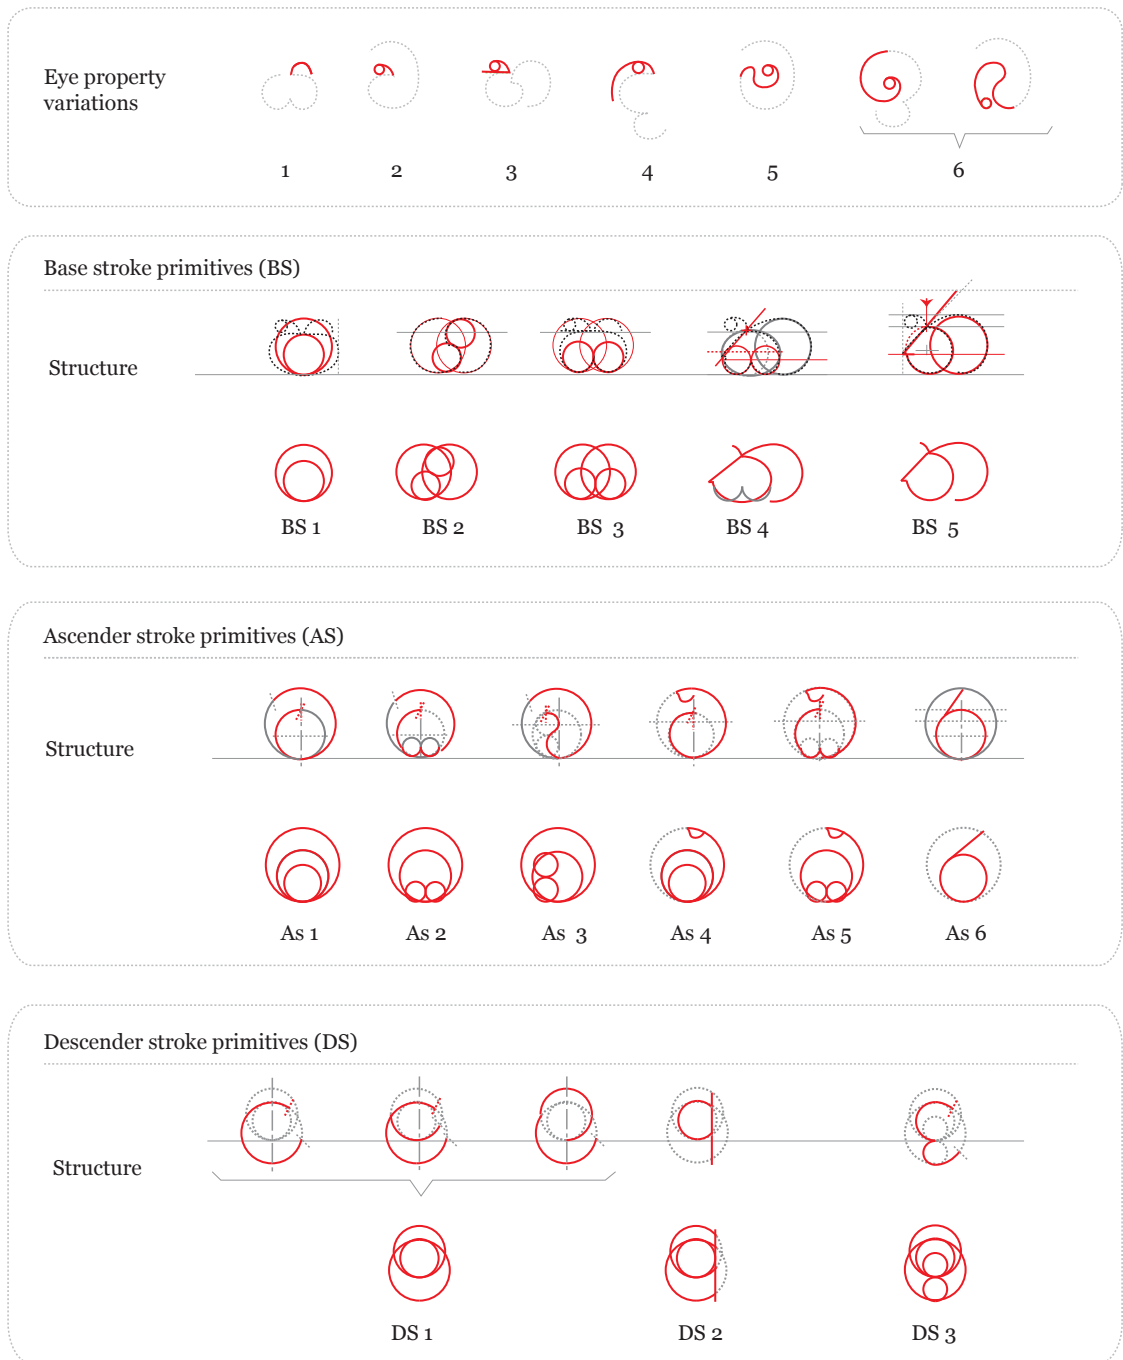 Eye property
variations
1 2 3 4 5 6
Base stroke primitives (BS)
Structure
BS 1 BS 2 BS 3 BS 4 BS 5
Ascender stroke primitives (AS)
Structure
As 1 As 2 As 3 As 4 As 5 As 6
Descender stroke primitives (DS)
Structure
DS 1 DS 2 DS 3